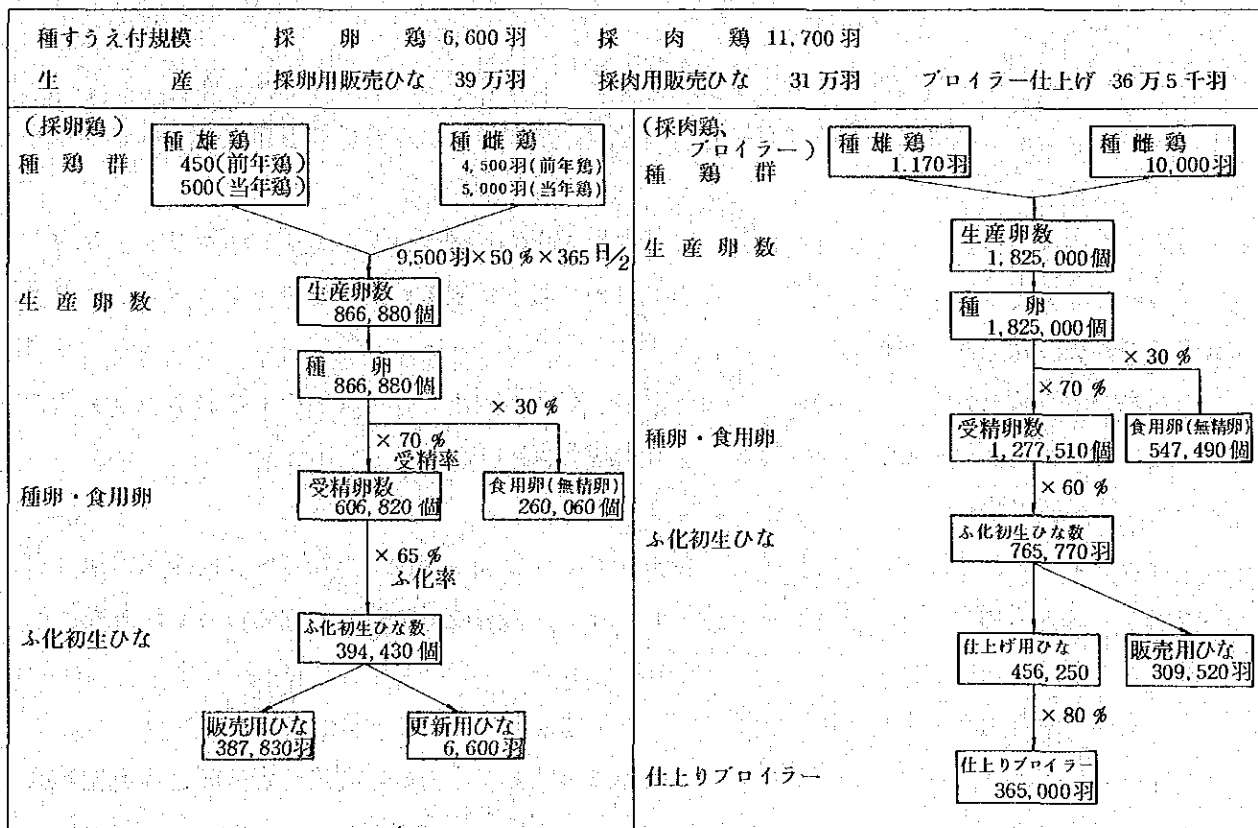 種すうえ付規模 採卵鶏 6,600羽 採肉鶏 11,700羽
生産 採卵用販売ひな 39万羽 採肉用販売ひな 31万羽 ブロイラー仕上げ 36万5千羽
(採卵鶏)
種鶏群
種雄鶏
450(前年鶏)
500(当年鶏)
種雌鶏
4,500羽(前年鶏)
5,000羽(当年鶏)
9,500羽×50%×365日/2
生産卵数
生産卵数
866,880個
種卵
866,880個
×30%
×70%
受精率
種卵・食用卵
受精卵数
606,820個
食用卵(無精卵)
260,060個
×65%
ふ化率
ふ化初生ひな
ふ化初生ひな数
394,430個
販売用ひな
387,830羽
更新用ひな
6,600羽
(採肉鶏、
ブロイラー)
種鶏群
種雄鶏
1.170羽
種雌鶏
10,000羽
生産卵数
生産卵数
1,825,000個
種卵
1,825,000個
×30%
×70%
種卵・食用卵
受精卵数
1,277,510個
食用卵(無精卵)
547,490個
×60%
ふ化初生ひな
ふ化初生ひな数
765,770羽
仕上げ用ひな
456,250
販売用ひな
309,520羽
×80%
仕上りブロイラー
仕上りブロイラー
365,000羽